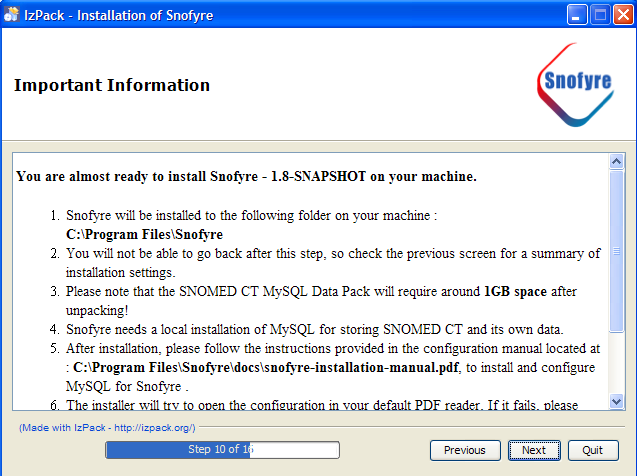 IzPack - Installation of Snofyre
Important Information
Snofyre
You are almost ready to install Snofyre - 1.8-SNAPSHOT on your machine.
1. Snofyre will be installed to the following folder on your machine :
C:\Program Files\Snofyre
2. You will not be able to go back after this step, so check the previous screen for a summary of
installation settings.
3. Please note that the SNOMED CT MySQL Data Pack will require around 1GB space after
unpacking!
4. Snofyre needs a local installation of MySQL for storing SNOMED CT and its own data.
5. After installation, please follow the instructions provided in the configuration manual located at
: C:\Program Files\Snofyre\docs\snofyre-installation-manual.pdf, to install and configure
MySQL for Snofyre .
6. The installer will try to open the configuration in your default PDF reader. If it fails, please
(Made with IzPack - http://izpack.org/)
Step 10 of 16
Previous
Next
Quit